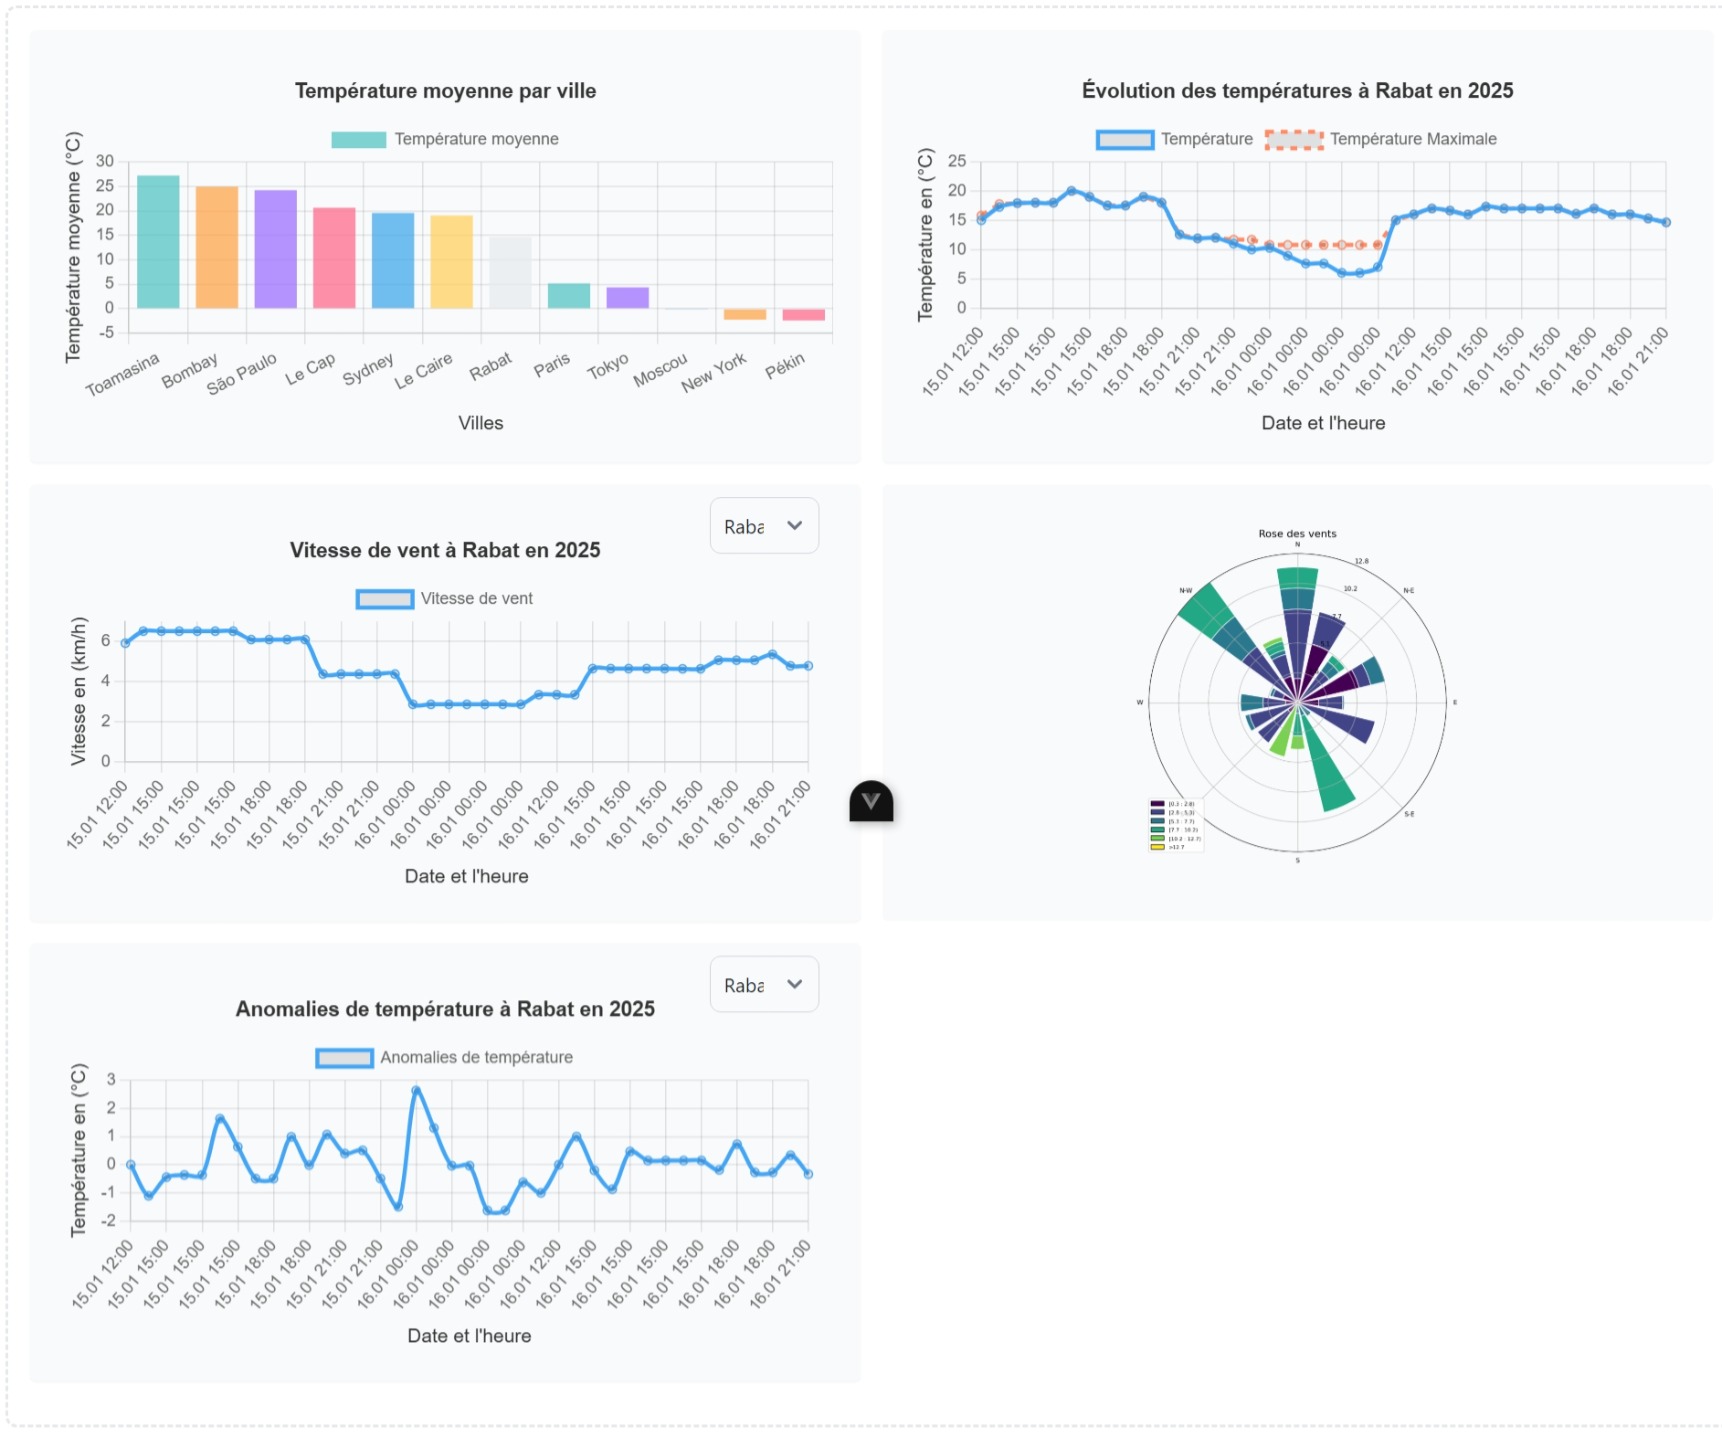 Température moyenne par ville
Température moyenne
Température moyenne (°C)
30
25
20
15
10
5
0
-5
Toamasina
Bombay
São Paulo
Le Cap
Sydney
Le Caire
Rabat
Paris
Tokyo
Moscou
New York
Pékin
Villes
Évolution des températures à Rabat en 2025
Température
Température Maximale
Température en (°C)
25
20
15
10
5
0
15.01 12:00
15.01 15:00
15.01 15:00
15.01 15:00
15.01 18:00
15.01 18:00
15.01 21:00
15.01 21:00
16.01 00:00
16.01 00:00
16.01 00:00
16.01 00:00
16.01 12:00
16.01 15:00
16.01 15:00
16.01 15:00
16.01 15:00
16.01 18:00
16.01 18:00
16.01 21:00
Date et l'heure
Raba
Vitesse de vent à Rabat en 2025
Vitesse de vent
Vitesse en (km/h)
6
4
2
0
15.01 12:00
15.01 15:00
15.01 15:00
15.01 15:00
15.01 18:00
15.01 18:00
15.01 21:00
15.01 21:00
16.01 00:00
16.01 00:00
16.01 00:00
16.01 00:00
16.01 12:00
16.01 15:00
16.01 15:00
16.01 15:00
16.01 15:00
16.01 18:00
16.01 18:00
16.01 21:00
Date et l'heure
Rose des vents
N
12.8
10.2
7.7
5.1
N-W
N-E
W
E
S-E
S
[0.3 : 2.8)
[2.8 : 5.3)
[5.3 : 7.7)
[7.7 : 10.2)
[10.2 : 12.7)
>12.7
Raba
Anomalies de température à Rabat en 2025
Anomalies de température
Température en (°C)
3
2
1
0
-1
-2
15.01 12:00
15.01 15:00
15.01 15:00
15.01 15:00
15.01 18:00
15.01 18:00
15.01 21:00
15.01 21:00
16.01 00:00
16.01 00:00
16.01 00:00
16.01 00:00
16.01 12:00
16.01 15:00
16.01 15:00
16.01 15:00
16.01 15:00
16.01 18:00
16.01 18:00
16.01 21:00
Date et l'heure